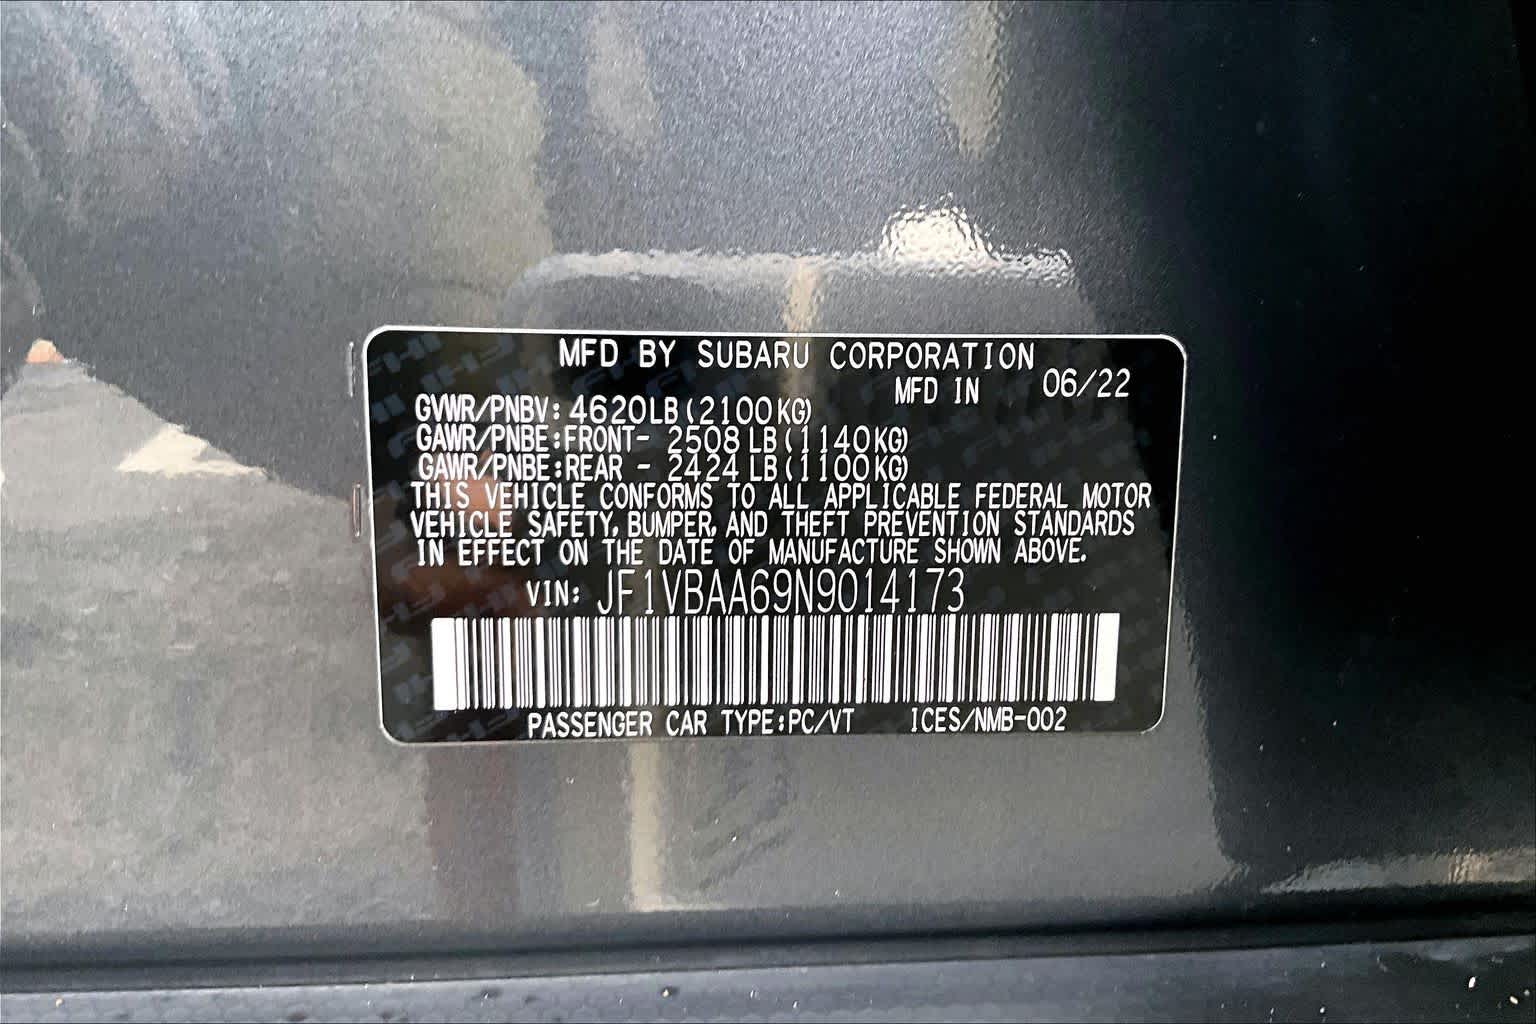 MFD BY SUBARU CORPORATION
MFD IN 06/22
GVWR/PNBV: 4620LB(2100KG)
GAWR/PNBE:FRONT- 2508 LB(1140KG)
GAWR/PNBE:REAR - 2424 LB(1100KG)
THIS VEHICLE CONFORMS TO ALL APPLICABLE FEDERAL MOTOR
VEHICLE SAFETY, BUMPER, AND THEFT PREVENTION STANDARDS
IN EFFECT ON THE DATE OF MANUFACTURE SHOWN ABOVE.
VIN: JF1VBAA69N9014173
PASSENGER CAR TYPE:PC/VT ICES/NMB-002